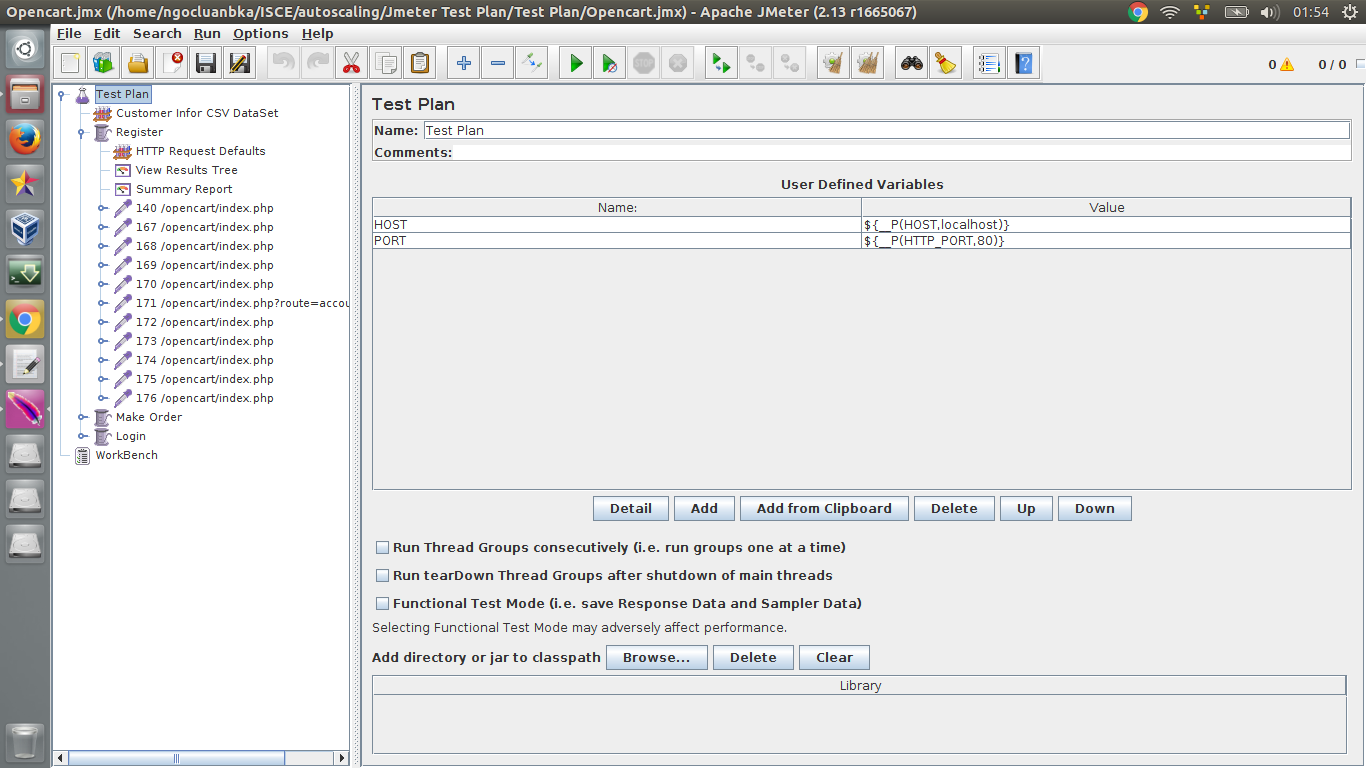 Opencart.jmx (/home/ngocluanbka/ISCE/autoscaling/Jmeter Test Plan/Test Plan/Opencart.jmx) - Apache JMeter (2.13 r1665067)
01:54
File Edit Search Run Options Help
0 0 / 0
Test Plan
Customer Infor CSV DataSet
Register
HTTP Request Defaults
View Results Tree
Summary Report
140 /opencart/index.php
167 /opencart/index.php
168 /opencart/index.php
169 /opencart/index.php
170 /opencart/index.php
171 /opencart/index.php?route=accou
172 /opencart/index.php
173 /opencart/index.php
174 /opencart/index.php
175 /opencart/index.php
176 /opencart/index.php
Make Order
Login
WorkBench
Test Plan
Name: Test Plan
Comments:
User Defined Variables
Name: Value
HOST ${__P(HOST,localhost)}
PORT ${__P(HTTP_PORT,80)}
Detail Add Add from Clipboard Delete Up Down
Run Thread Groups consecutively (i.e. run groups one at a time)
Run tearDown Thread Groups after shutdown of main threads
Functional Test Mode (i.e. save Response Data and Sampler Data)
Selecting Functional Test Mode may adversely affect performance.
Add directory or jar to classpath Browse... Delete Clear
Library